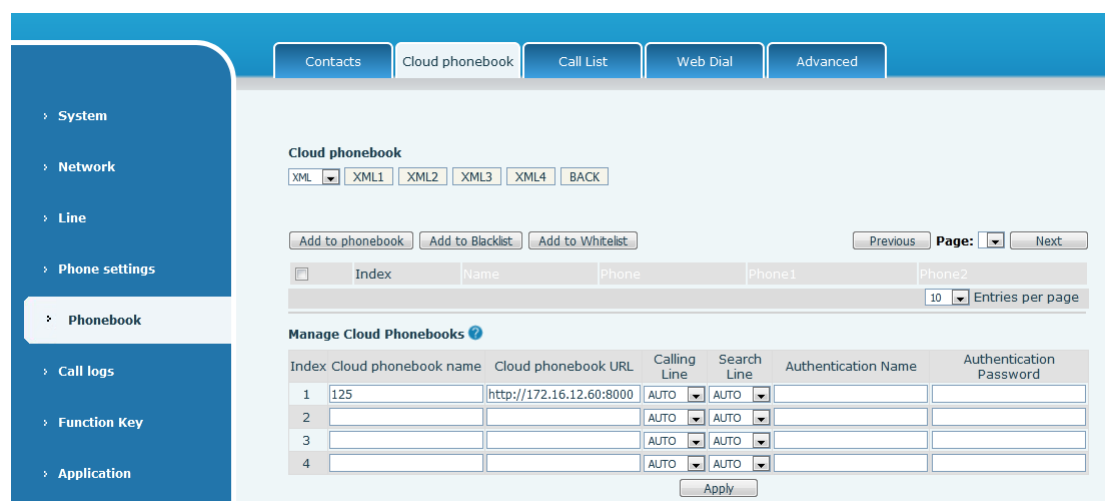 Contacts Cloud phonebook Call List Web Dial Advanced
System
Network
Line
Phone settings
Phonebook
Call logs
Function Key
Application
Cloud phonebook
XML XML1 XML2 XML3 XML4 BACK
Add to phonebook Add to Blacklist Add to Whitelist Previous Page: Next
Index Name Phone Phone1 Phone2
10 Entries per page
Manage Cloud Phonebooks ?
Index Cloud phonebook name Cloud phonebook URL Calling Line Search Line Authentication Name Authentication Password
1 125 http://172.16.12.60:8000 AUTO AUTO
2 AUTO AUTO
3 AUTO AUTO
4 AUTO AUTO
Apply